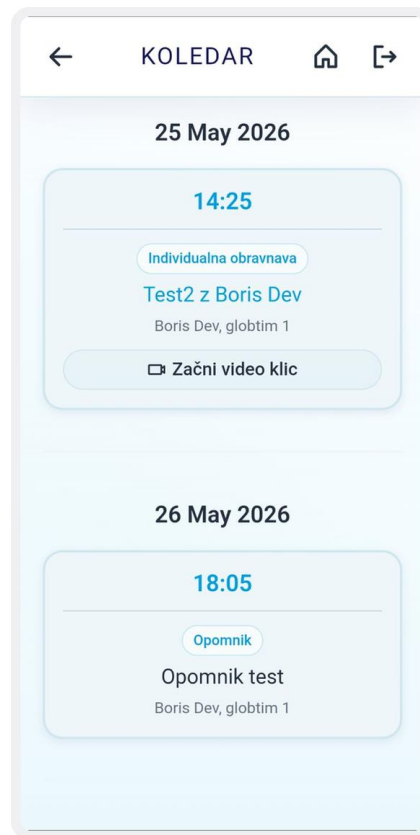 KOLEDAR
25 May 2026
14:25
Individualna obravnava
Test2 z Boris Dev
Boris Dev, globtim 1
Začni video klic
26 May 2026
18:05
Opomnik
Opomnik test
Boris Dev, globtim 1